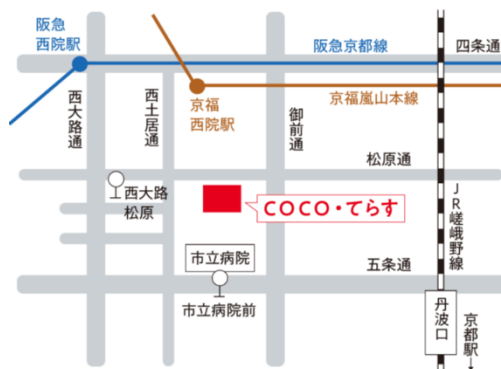 阪急
西院駅
阪急京都線
四条通
西大路通
西土居通
京福
西院駅
御前通
京福嵐山本線
松原通
西大路
松原
COCO・てらす
JR嵯峨野線
市立病院
五条通
市立病院前
丹波口
京都駅→